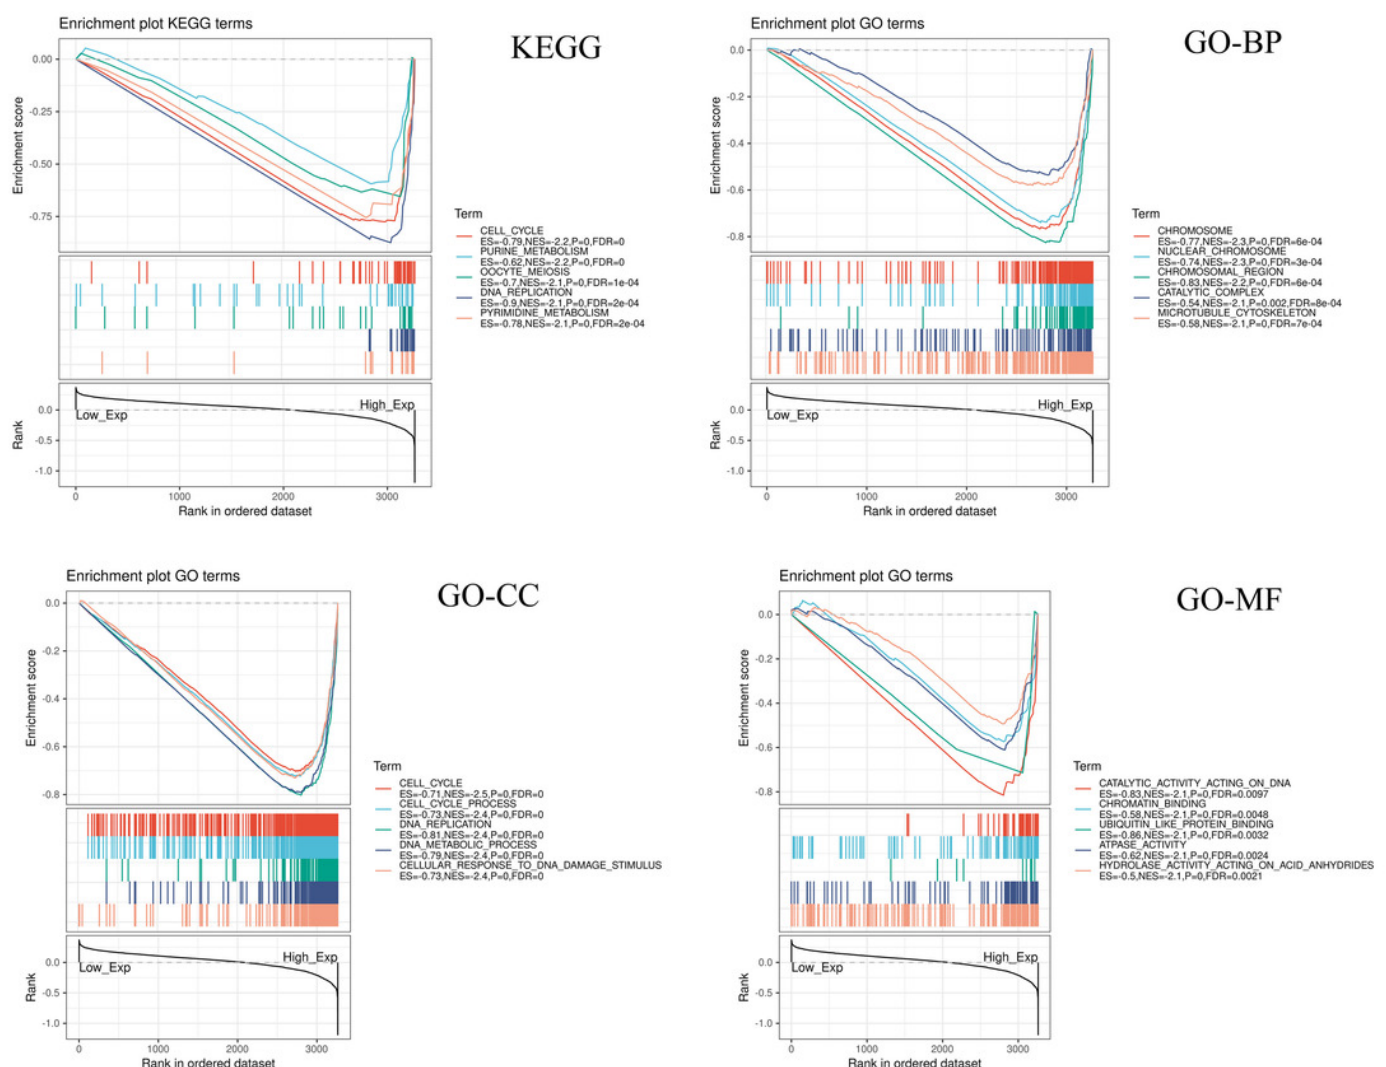 Enrichment plot KEGG terms
KEGG
0.00
-0.25
-0.50
-0.75
Enrichment score
Term
CELL_CYCLE
ES=-0.79,NES=-2.2,P=0,FDR=0
PURINE_METABOLISM
ES=-0.62,NES=-2.2,P=0,FDR=0
OOCYTE_MEIOSIS
ES=-0.7,NES=-2.1,P=0,FDR=1e-04
DNA_REPLICATION
ES=-0.9,NES=-2.1,P=0,FDR=2e-04
PYRIMIDINE_METABOLISM
ES=-0.78,NES=-2.1,P=0,FDR=2e-04
High_Exp
Low_Exp
0.0
-0.5
-1.0
Rank
0 1000 2000 3000
Rank in ordered dataset
Enrichment plot GO terms
GO-BP
0.0
-0.2
-0.4
-0.6
-0.8
Enrichment score
Term
CHROMOSOME
ES=-0.77,NES=-2.3,P=0,FDR=6e-04
NUCLEAR_CHROMOSOME
ES=-0.74,NES=-2.3,P=0,FDR=3e-04
CHROMOSOMAL_REGION
ES=-0.83,NES=-2.2,P=0,FDR=6e-04
CATALYTIC_COMPLEX
ES=-0.54,NES=-2.1,P=0.002,FDR=8e-04
MICROTUBULE_CYTOSKELETON
ES=-0.58,NES=-2.1,P=0,FDR=7e-04
High_Exp
Low_Exp
0.0
-0.5
-1.0
Rank
0 1000 2000 3000
Rank in ordered dataset
Enrichment plot GO terms
GO-CC
0.0
-0.2
-0.4
-0.6
-0.8
Enrichment score
Term
CELL_CYCLE
ES=-0.71,NES=-2.5,P=0,FDR=0
CELL_CYCLE_PROCESS
ES=-0.73,NES=-2.4,P=0,FDR=0
DNA_REPLICATION
ES=-0.81,NES=-2.4,P=0,FDR=0
DNA_METABOLIC_PROCESS
ES=-0.79,NES=-2.4,P=0,FDR=0
CELLULAR_RESPONSE_TO_DNA_DAMAGE_STIMULUS
ES=-0.73,NES=-2.4,P=0,FDR=0
High_Exp
Low_Exp
0.0
-0.5
-1.0
Rank
0 1000 2000 3000
Rank in ordered dataset
Enrichment plot GO terms
GO-MF
0.0
-0.2
-0.4
-0.6
-0.8
Enrichment score
Term
CATALYTIC_ACTIVITY_ACTING_ON_DNA
ES=-0.83,NES=-2.1,P=0,FDR=0.0097
CHROMATIN_BINDING
ES=-0.58,NES=-2.1,P=0,FDR=0.0048
UBIQUITIN_LIKE_PROTEIN_BINDING
ES=-0.86,NES=-2.1,P=0,FDR=0.0032
ATPASE_ACTIVITY
ES=-0.62,NES=-2.1,P=0,FDR=0.0024
HYDROLASE_ACTIVITY_ACTING_ON_ACID_ANHYDRIDES
ES=-0.5,NES=-2.1,P=0,FDR=0.0021
High_Exp
Low_Exp
0.0
-0.5
-1.0
Rank
0 1000 2000 3000
Rank in ordered dataset